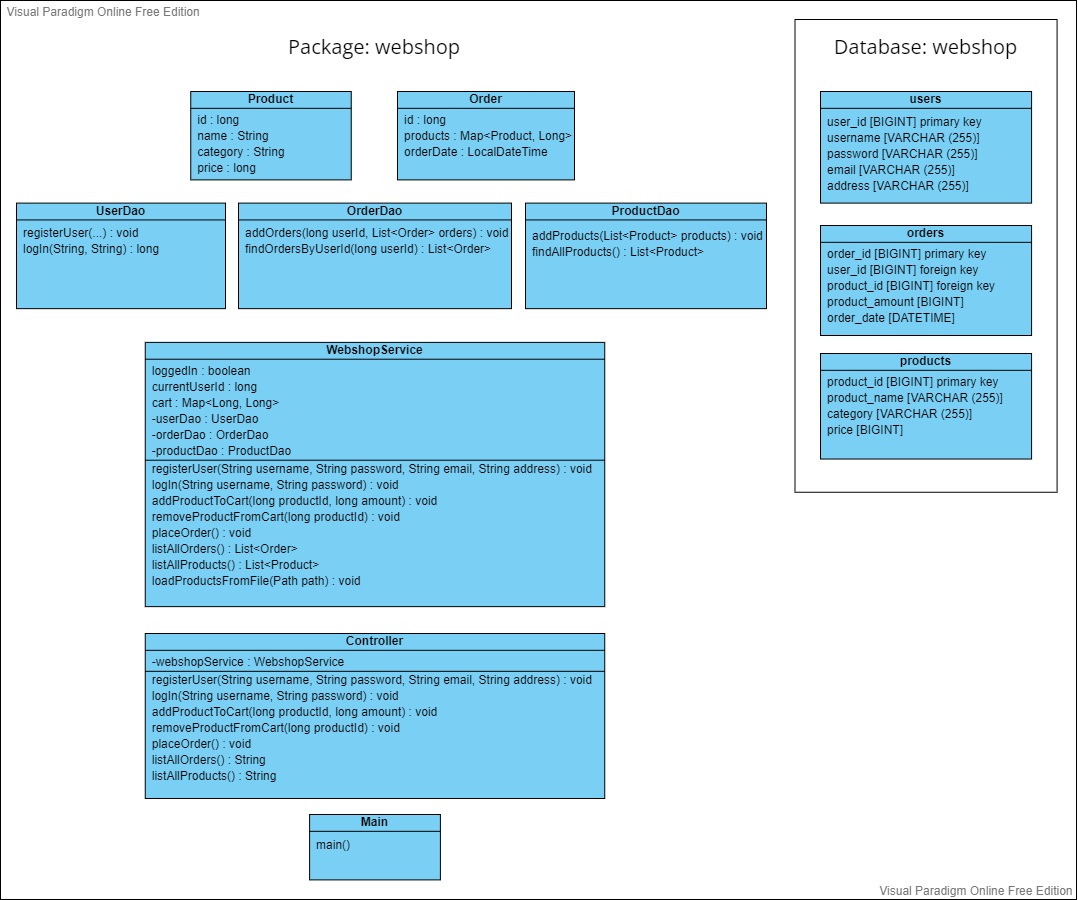 Visual Paradigm Online Free Edition
Package: webshop
Product
id : long
name : String
category : String
price : long
Order
id : long
products : Map<Product, Long>
orderDate : LocalDateTime
UserDao
registerUser(...) : void
logIn(String, String) : long
OrderDao
addOrders(long userId, List<Order> orders) : void
findOrdersByUserId(long userId) : List<Order>
ProductDao
addProducts(List<Product> products) : void
findAllProducts() : List<Product>
WebshopService
loggedIn : boolean
currentUserId : long
cart : Map<Long, Long>
-userDao : UserDao
-orderDao : OrderDao
-productDao : ProductDao
registerUser(String username, String password, String email, String address) : void
logIn(String username, String password) : void
addProductToCart(long productId, long amount) : void
removeProductFromCart(long productId) : void
placeOrder() : void
listAllOrders() : List<Order>
listAllProducts() : List<Product>
loadProductsFromFile(Path path) : void
Controller
-webshopService : WebshopService
registerUser(String username, String password, String email, String address) : void
logIn(String username, String password) : void
addProductToCart(long productId, long amount) : void
removeProductFromCart(long productId) : void
placeOrder() : void
listAllOrders() : String
listAllProducts() : String
Main
main()
Database: webshop
users
user_id [BIGINT] primary key
username [VARCHAR (255)]
password [VARCHAR (255)]
email [VARCHAR (255)]
address [VARCHAR (255)]
orders
order_id [BIGINT] primary key
user_id [BIGINT] foreign key
product_id [BIGINT] foreign key
product_amount [BIGINT]
order_date [DATETIME]
products
product_id [BIGINT] primary key
product_name [VARCHAR (255)]
category [VARCHAR (255)]
price [BIGINT]
Visual Paradigm Online Free Edition